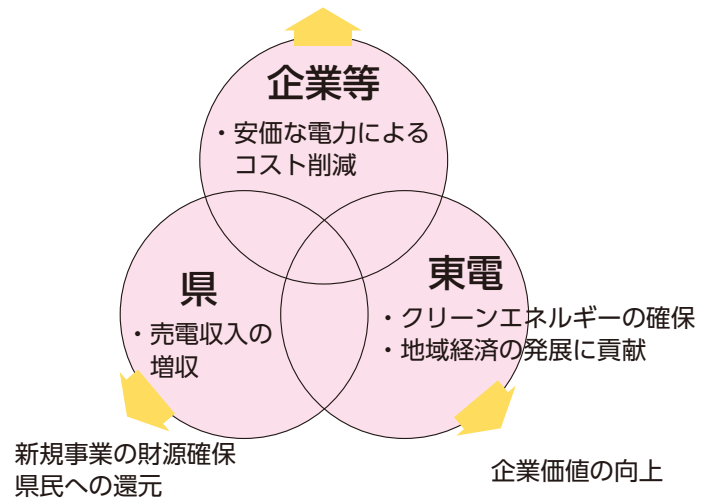 企業等
・安価な電力による
コスト削減
県
・売電収入の
増収
東電
・クリーンエネルギーの確保
・地域経済の発展に貢献
新規事業の財源確保
県民への還元
企業価値の向上